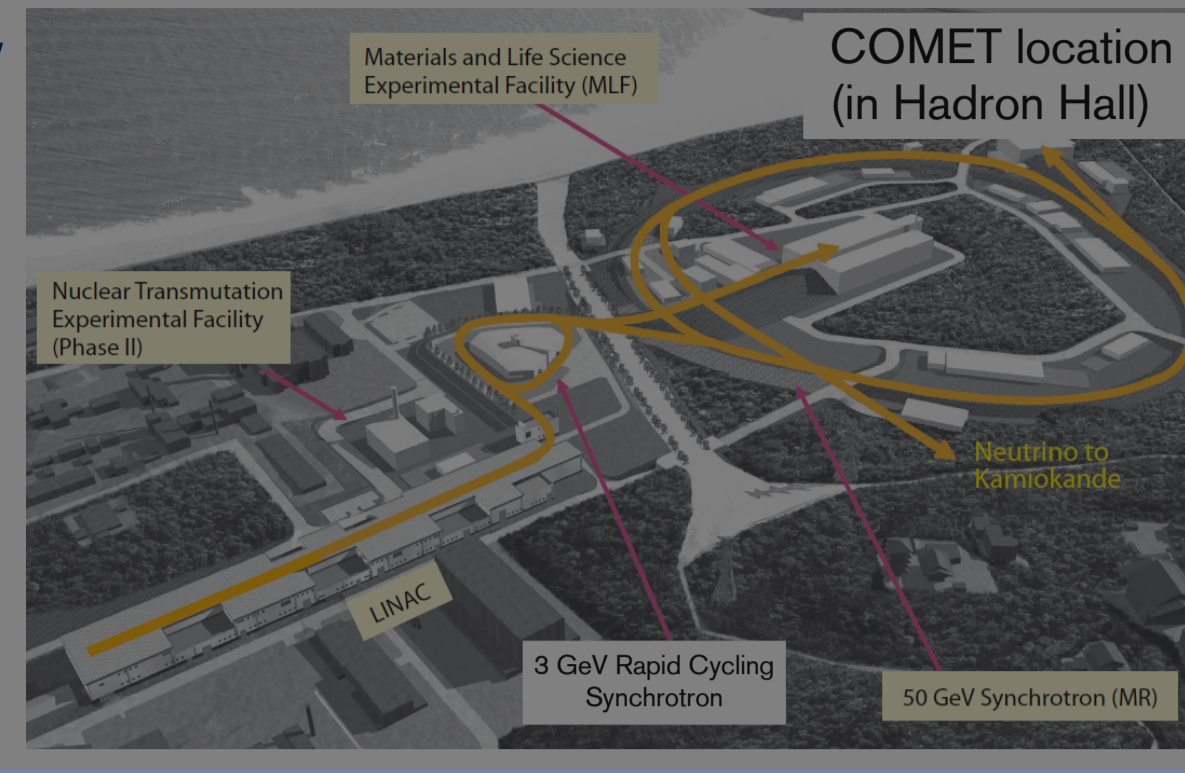 Materials and Life Science
Experimental Facility (MLF)
COMET location
(in Hadron Hall)
Nuclear Transmutation
Experimental Facility
(Phase II)
Neutrino to
Kamiokande
LINAC
3 GeV Rapid Cycling
Synchrotron
50 GeV Synchrotron (MR)